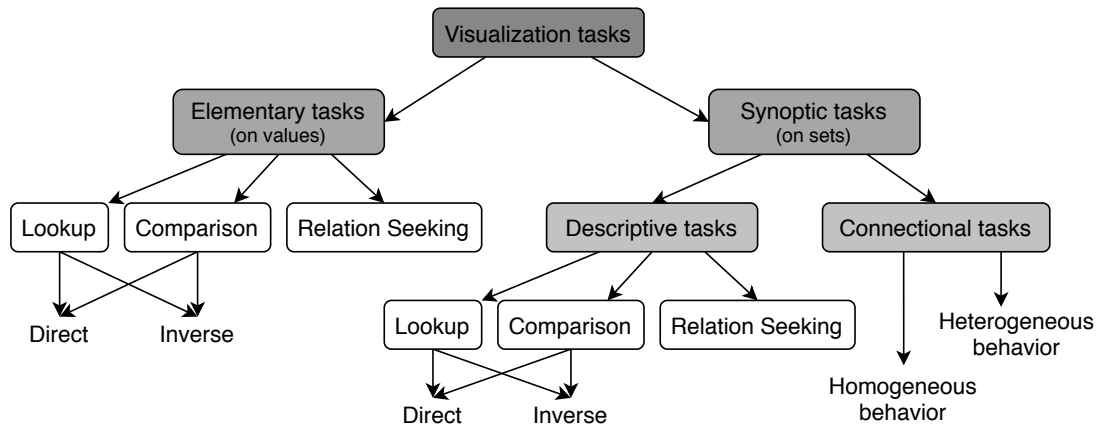 Visualization tasks
Elementary tasks
(on values)
Synoptic tasks
(on sets)
Lookup
Comparison
Relation Seeking
Descriptive tasks
Connectional tasks
Direct
Inverse
Lookup
Comparison
Relation Seeking
Heterogeneous
behavior
Homogeneous
behavior
Direct
Inverse